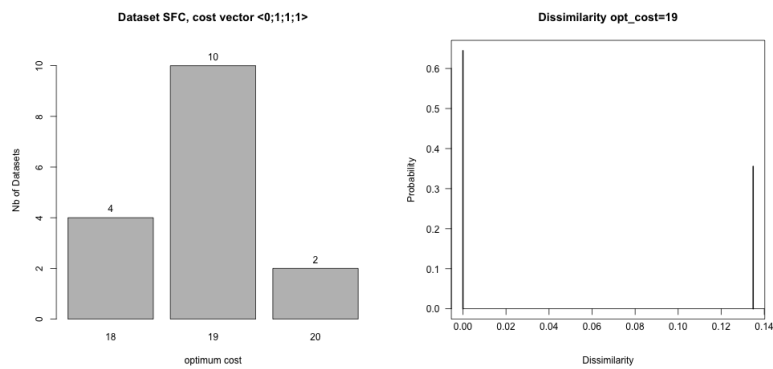 Dataset SFC, cost vector <0;1;1;1>
10
4
2
Nb of Datasets
0
2
4
6
8
10
18 19 20
optimum cost
Dissimilarity opt_cost=19
Probability
0.6
0.5
0.4
0.3
0.2
0.1
0.0
0.00 0.02 0.04 0.06 0.08 0.10 0.12 0.14
Dissimilarity